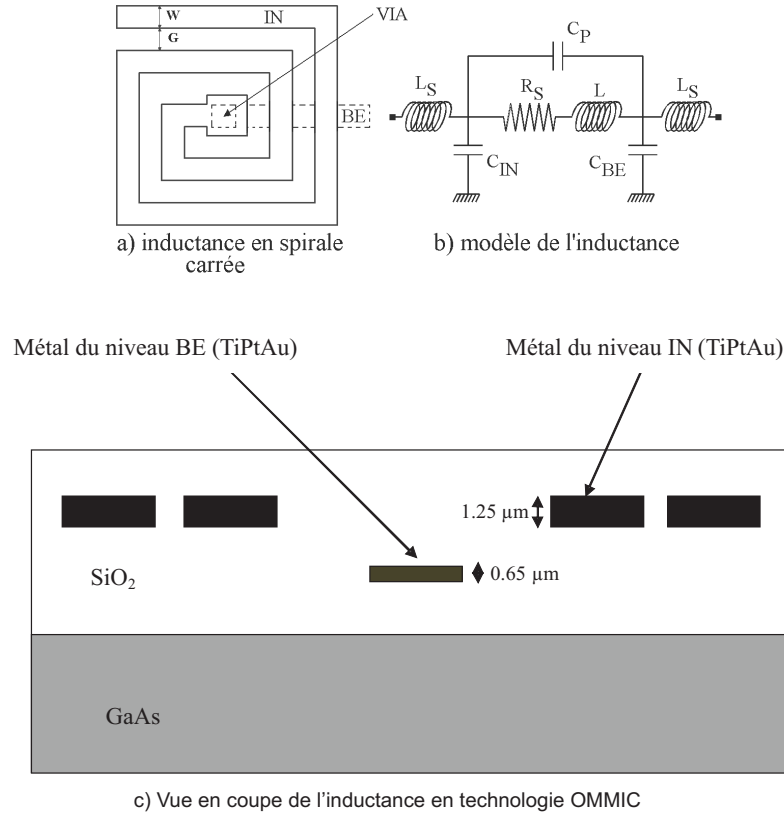 W
IN
VIA
G
BE
C_P
L_S
R_S
L
L_S
C_IN
C_BE
a) inductance en spirale
carrée
b) modèle de l'inductance
Métal du niveau BE (TiPtAu)
Métal du niveau IN (TiPtAu)
1.25 µm
0.65 µm
SiO₂
GaAs
c) Vue en coupe de l’inductance en technologie OMMIC